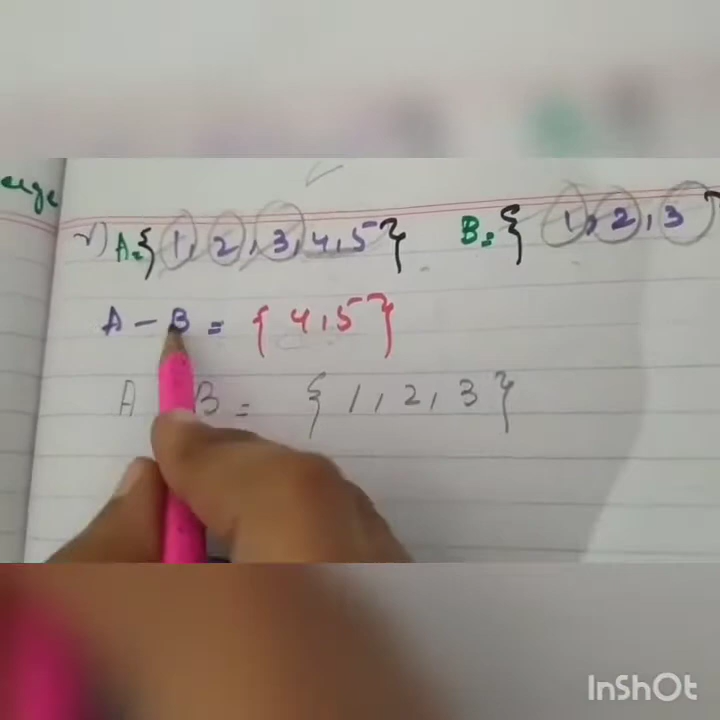 v) A={1, 2, 3, 4, 5} B={1, 2, 3
A - B = {4, 5}
A B = {1, 2, 3}
InShOt